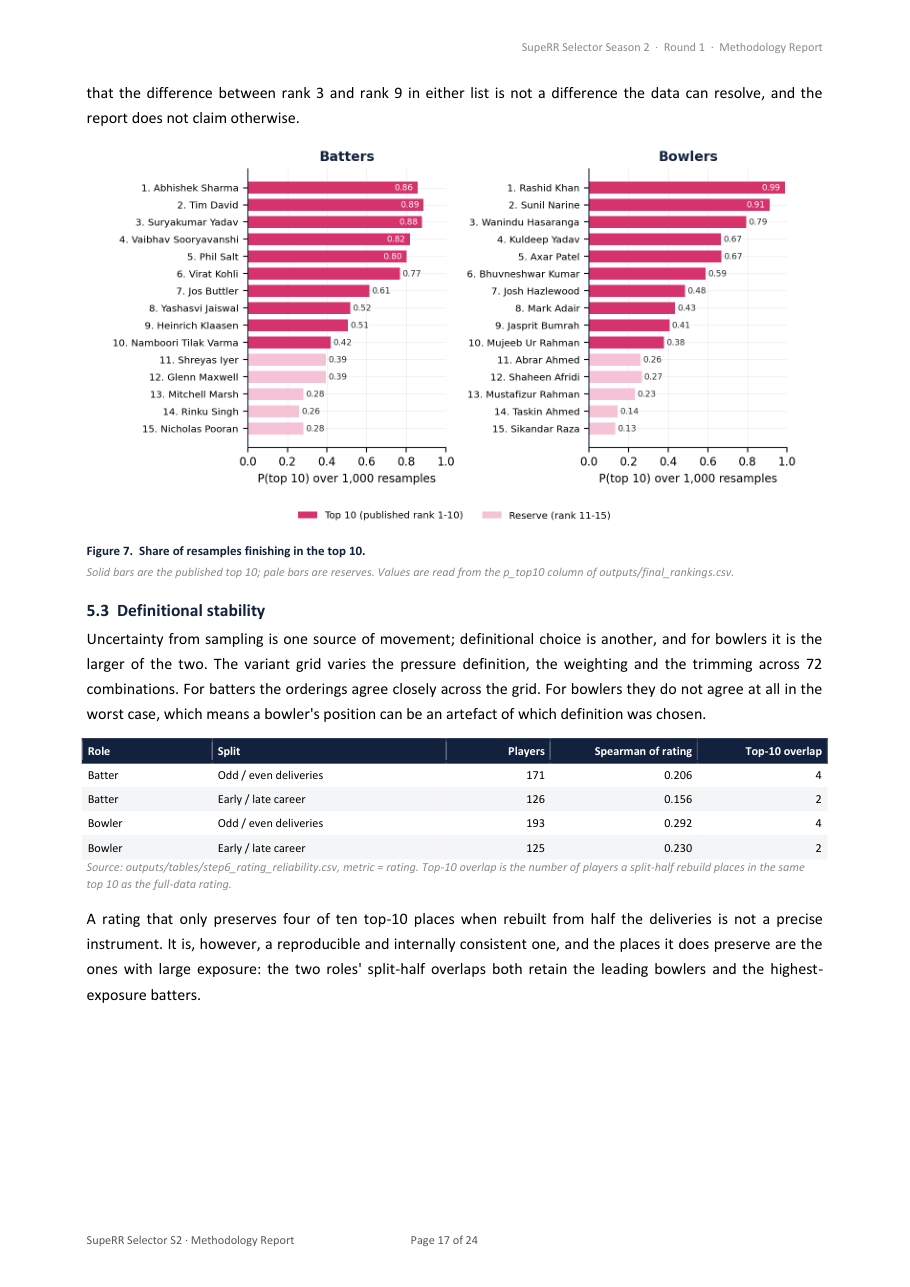 SupeRR Selector Season 2 · Round 1 · Methodology Report
that the difference between rank 3 and rank 9 in either list is not a difference the data can resolve, and the
report does not claim otherwise.
Batters
1. Abhishek Sharma 0.86
2. Tim David 0.89
3. Suryakumar Yadav 0.88
4. Vaibhav Sooryavanshi 0.82
5. Phil Salt 0.80
6. Virat Kohli 0.77
7. Jos Buttler 0.61
8. Yashasvi Jaiswal 0.52
9. Heinrich Klaasen 0.51
10. Namboori Tilak Varma 0.42
11. Shreyas Iyer 0.39
12. Glenn Maxwell 0.39
13. Mitchell Marsh 0.28
14. Rinku Singh 0.26
15. Nicholas Pooran 0.28
0.0 0.2 0.4 0.6 0.8 1.0
P(top 10) over 1,000 resamples
Bowlers
1. Rashid Khan 0.99
2. Sunil Narine 0.91
3. Wanindu Hasaranga 0.79
4. Kuldeep Yadav 0.67
5. Axar Patel 0.67
6. Bhuvneshwar Kumar 0.59
7. Josh Hazlewood 0.48
8. Mark Adair 0.43
9. Jasprit Bumrah 0.41
10. Mujeeb Ur Rahman 0.38
11. Abrar Ahmed 0.26
12. Shaheen Afridi 0.27
13. Mustafizur Rahman 0.23
14. Taskin Ahmed 0.14
15. Sikandar Raza 0.13
0.0 0.2 0.4 0.6 0.8 1.0
P(top 10) over 1,000 resamples
Top 10 (published rank 1-10) Reserve (rank 11-15)
Figure 7. Share of resamples finishing in the top 10.
Solid bars are the published top 10; pale bars are reserves. Values are read from the p_top10 column of outputs/final_rankings.csv.
5.3 Definitional stability
Uncertainty from sampling is one source of movement; definitional choice is another, and for bowlers it is the
larger of the two. The variant grid varies the pressure definition, the weighting and the trimming across 72
combinations. For batters the orderings agree closely across the grid. For bowlers they do not agree at all in the
worst case, which means a bowler's position can be an artefact of which definition was chosen.
Role Split Players Spearman of rating Top-10 overlap
Batter Odd / even deliveries 171 0.206 4
Batter Early / late career 126 0.156 2
Bowler Odd / even deliveries 193 0.292 4
Bowler Early / late career 125 0.230 2
Source: outputs/tables/step6_rating_reliability.csv, metric = rating. Top-10 overlap is the number of players a split-half rebuild places in the same
top 10 as the full-data rating.
A rating that only preserves four of ten top-10 places when rebuilt from half the deliveries is not a precise
instrument. It is, however, a reproducible and internally consistent one, and the places it does preserve are the
ones with large exposure: the two roles' split-half overlaps both retain the leading bowlers and the highest-
exposure batters.
SupeRR Selector S2 · Methodology Report Page 17 of 24